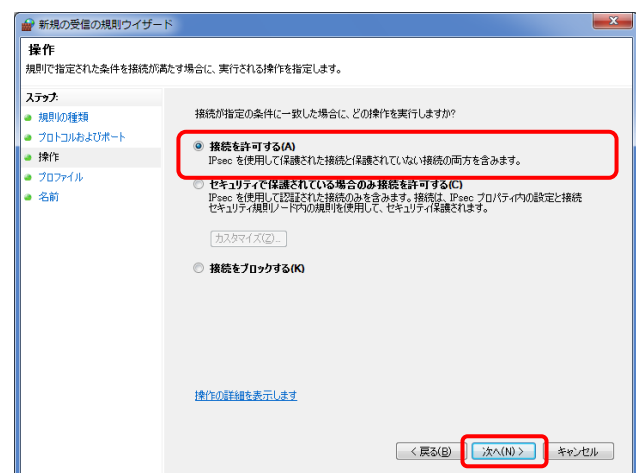 新規の受信の規則ウィザード
操作
規則で指定された条件を接続が満たす場合に、実行される操作を指定します。
ステップ:
規則の種類
プロトコルおよびポート
操作
プロファイル
名前
接続が指定の条件に一致した場合に、どの操作を実行しますか?
接続を許可する(A)
IPsec を使用して保護された接続と保護されていない接続の両方を含みます。
セキュリティで保護されている場合のみ接続を許可する(C)
IPsec を使用して認証された接続のみを含みます。接続は、IPsec プロパティ内の設定と接続
セキュリティ規則ノード内の規則を使用して、セキュリティ保護されます。
カスタマイズ(Z)...
接続をブロックする(K)
操作の詳細を表示します
< 戻る(B)
次へ(N) >
キャンセル